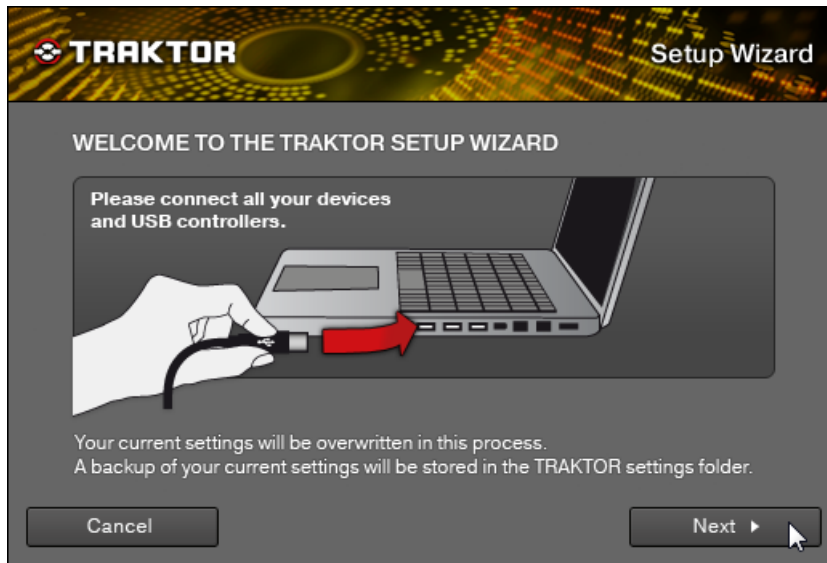 TRAKTOR
Setup Wizard
WELCOME TO THE TRAKTOR SETUP WIZARD
Please connect all your devices
and USB controllers.
Your current settings will be overwritten in this process.
A backup of your current settings will be stored in the TRAKTOR settings folder.
Cancel
Next